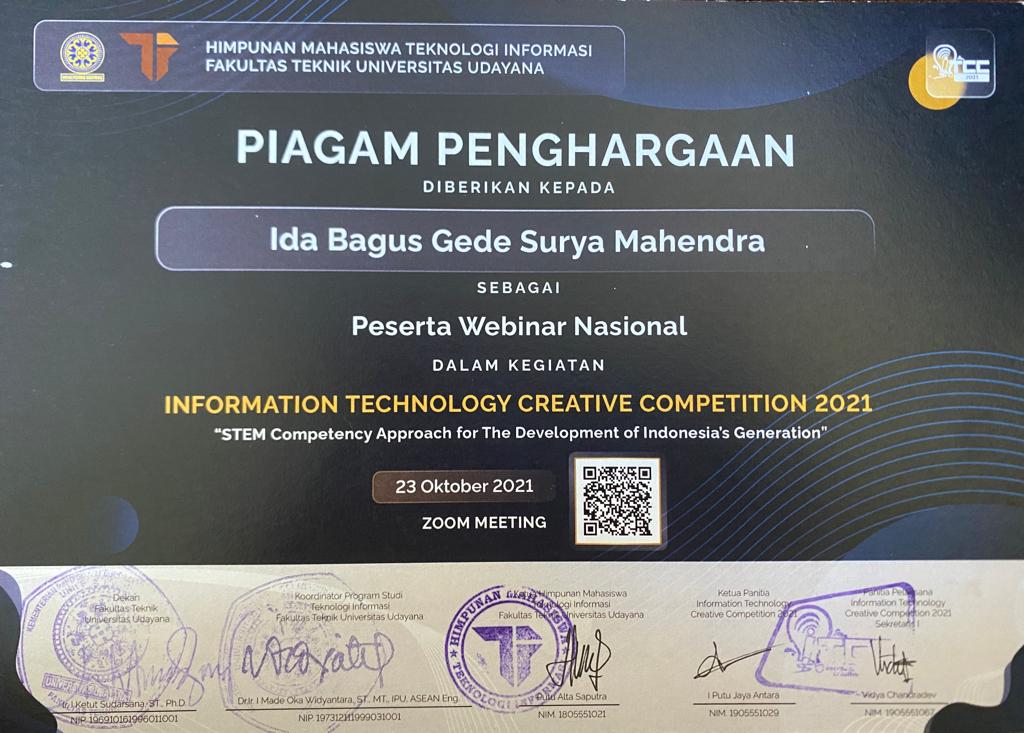 HIMPUNAN MAHASISWA TEKNOLOGI INFORMASI
FAKULTAS TEKNIK UNIVERSITAS UDAYANA
TCC
2021
PIAGAM PENGHARGAAN
DIBERIKAN KEPADA
Ida Bagus Gede Surya Mahendra
SEBAGAI
Peserta Webinar Nasional
DALAM KEGIATAN
INFORMATION TECHNOLOGY CREATIVE COMPETITION 2021
“STEM Competency Approach for The Development of Indonesia's Generation”
23 Oktober 2021
ZOOM MEETING
Dekan
Fakultas Teknik
Universitas Udayana
Ketut Sudarsana, ST., Ph.D
NIP. 196910161996011001
Koordinator Program Studi
Teknologi Informasi
Fakultas Teknik Universitas Udayana
Dr.Ir. I Made Oka Widyantara, ST., MT., IPU, ASEAN Eng.
NIP 197312111999031001
HIMPUNAN MAHASISWA
TEKNOLOGI INFORMASI
Himpunan Mahasiswa
Teknologi Informasi
Fakultas Teknik Universitas Udayana
Putu Alta Saputra
NIM. 1805551021
Ketua Panitia
Information Technology
Creative Competition 2021
I Putu Jaya Antara
NIM. 1905551029
Panitia
Information Technology
Creative Competition 2021
Sekretaris I
Vidya Chandradev
NIM. 1905551067